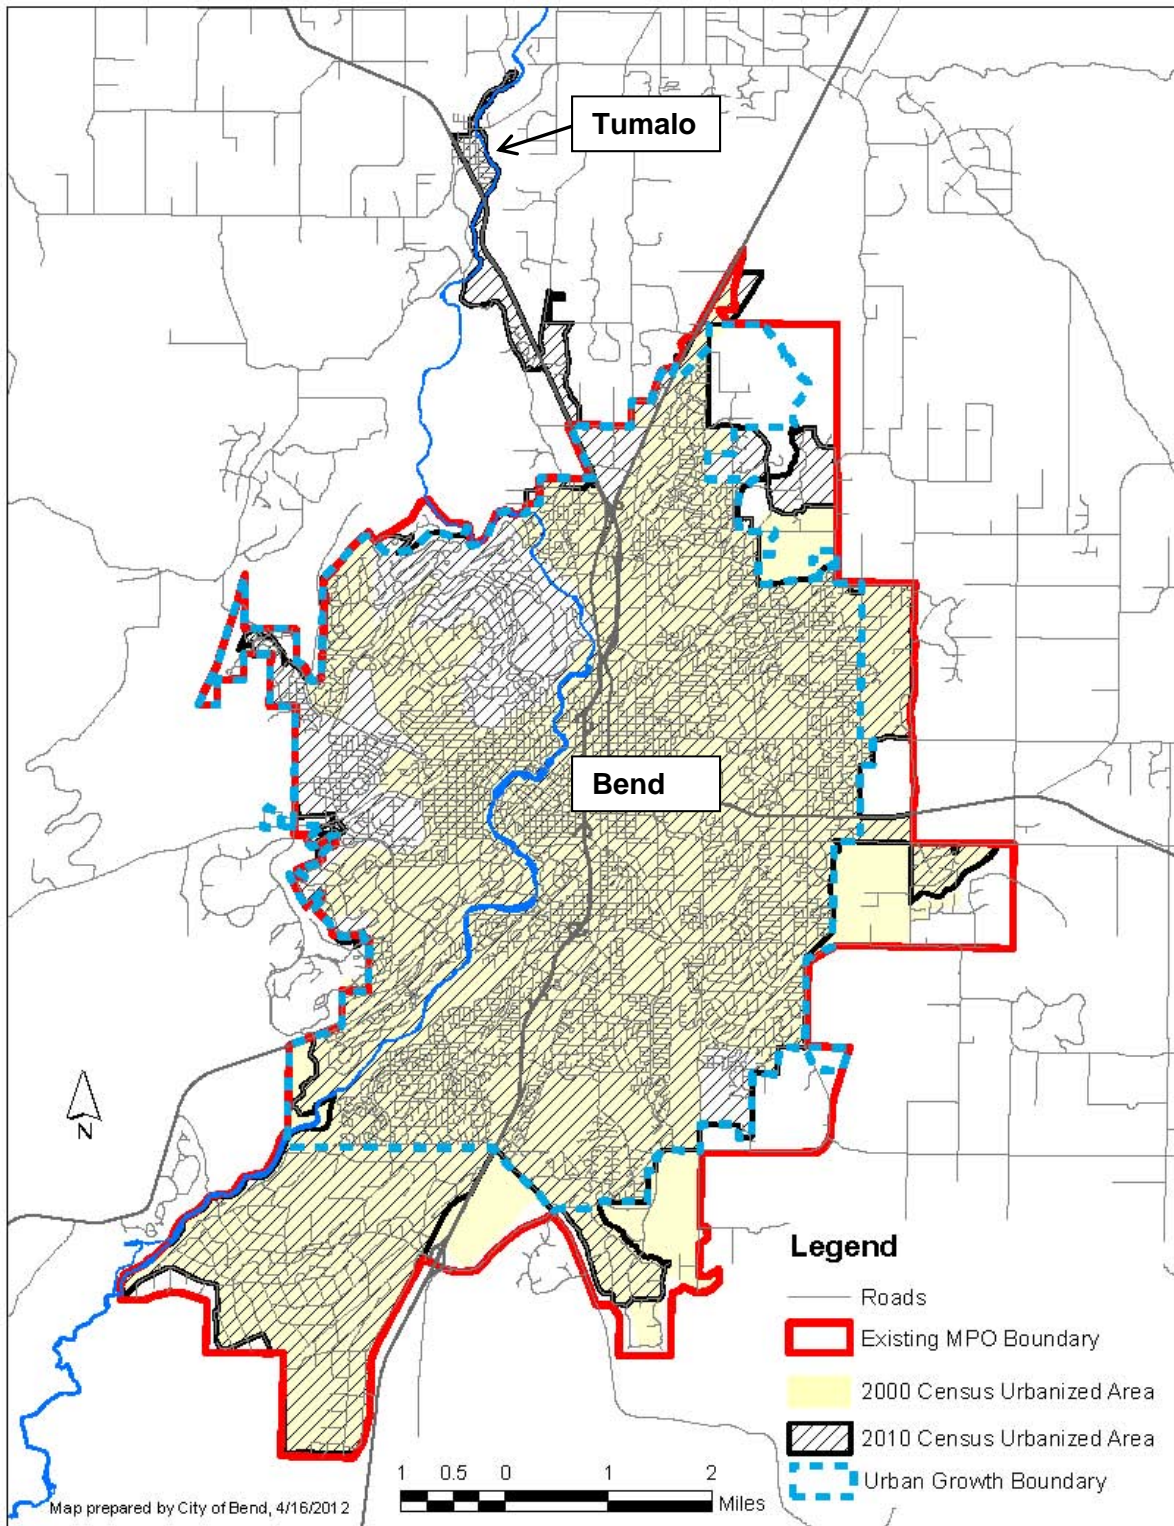 Tumalo
Bend
N
Legend
Roads
Existing MPO Boundary
2000 Census Urbanized Area
2010 Census Urbanized Area
Urban Growth Boundary
1 0.5 0 1 2
Miles
Map prepared by City of Bend, 4/16/2012